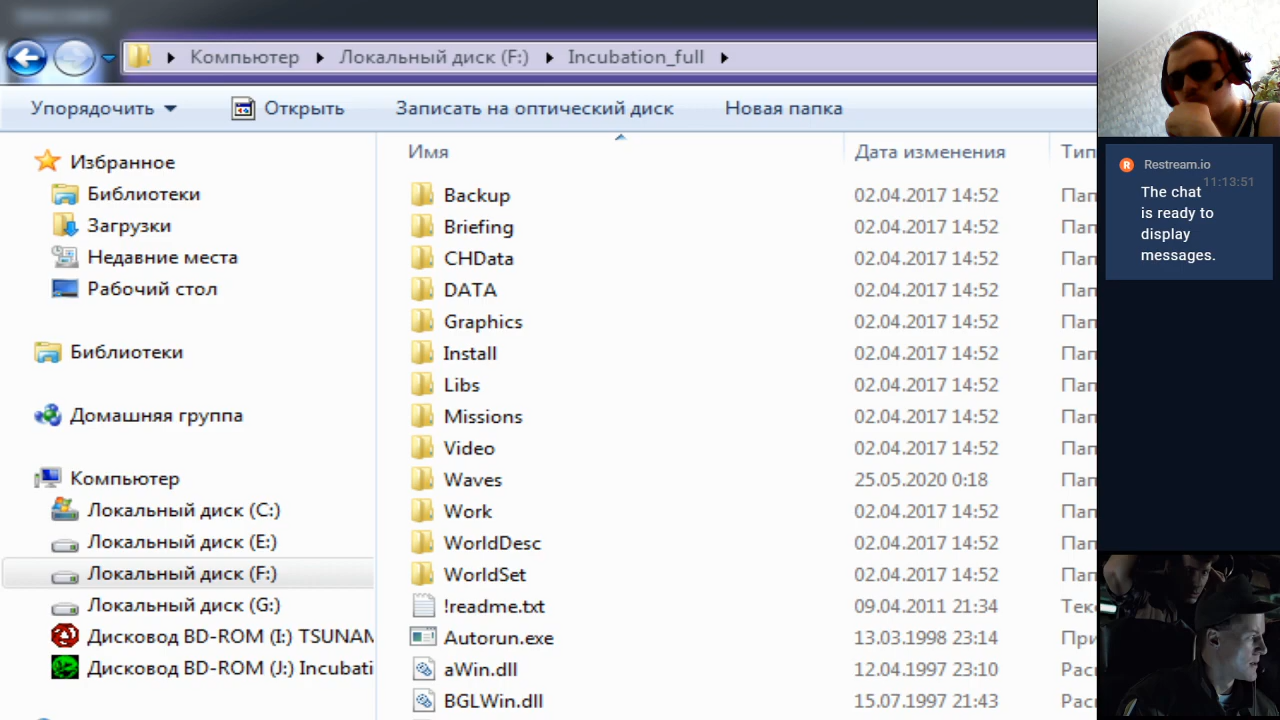 Компьютер Локальный диск (F:) Incubation_full
Упорядочить Открыть Записать на оптический диск Новая папка
Избранное
Библиотеки
Загрузки
Недавние места
Рабочий стол
Библиотеки
Домашняя группа
Компьютер
Локальный диск (C:)
Локальный диск (E:)
Локальный диск (F:)
Локальный диск (G:)
Дисковод BD-ROM (I:) TSUNAM
Дисковод BD-ROM (J:) Incubati
Имя Дата изменения Тип
Backup 02.04.2017 14:52 Пап
Briefing 02.04.2017 14:52 Пап
CHData 02.04.2017 14:52 Пап
DATA 02.04.2017 14:52 Пап
Graphics 02.04.2017 14:52 Пап
Install 02.04.2017 14:52 Пап
Libs 02.04.2017 14:52 Пап
Missions 02.04.2017 14:52 Пап
Video 02.04.2017 14:52 Пап
Waves 25.05.2020 0:18 Пап
Work 02.04.2017 14:52 Пап
WorldDesc 02.04.2017 14:52 Пап
WorldSet 02.04.2017 14:52 Пап
!readme.txt 09.04.2011 21:34 Тек
Autorun.exe 13.03.1998 23:14 При
aWin.dll 12.04.1997 23:10 Рас
BGLWin.dll 15.07.1997 21:43 Рас
R Restream.io
11:13:51
The chat
is ready to
display
messages.